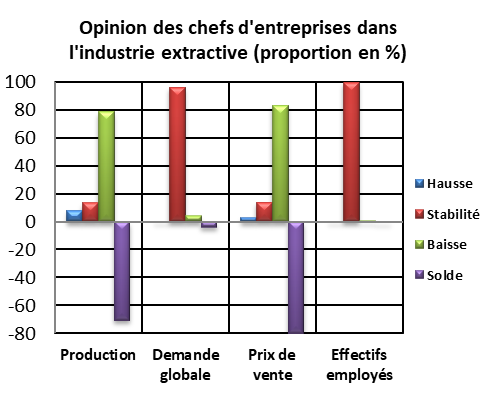 Opinion des chefs d'entreprises dans
l'industrie extractive (proportion en %)
100
80
60
40
20
0
-20
-40
-60
-80
Hausse
Stabilité
Baisse
Solde
Production
Demande
globale
Prix de
vente
Effectifs
employés